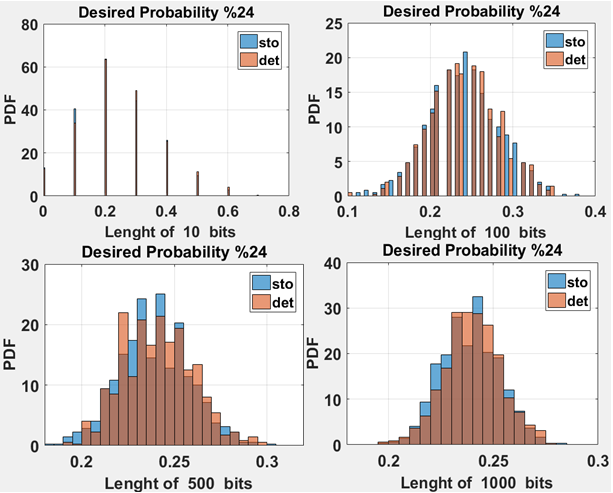 Desired Probability %24
80
60
40
20
0
PDF
sto
det
0 0.2 0.4 0.6 0.8
Lenght of 10 bits
Desired Probability %24
25
20
15
10
5
0
PDF
sto
det
0.1 0.2 0.3 0.4
Lenght of 100 bits
Desired Probability %24
30
20
10
0
PDF
sto
det
0.2 0.25 0.3
Lenght of 500 bits
Desired Probability %24
40
30
20
10
0
PDF
sto
det
0.2 0.25 0.3
Lenght of 1000 bits